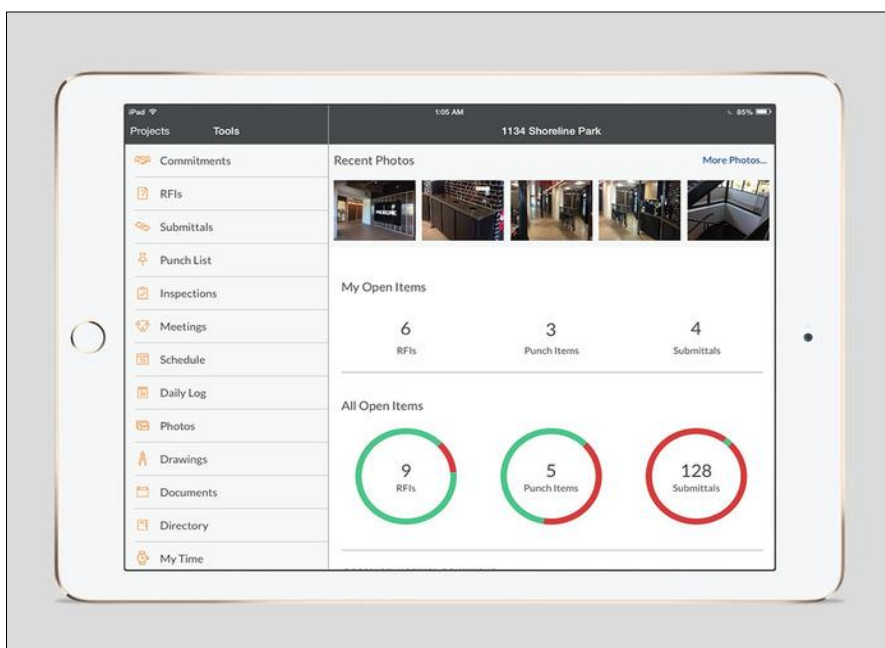 iPad
1:05 AM
85%
Projects
Tools
1134 Shoreline Park
Commitments
RFIs
Submittals
Punch List
Inspections
Meetings
Schedule
Daily Log
Photos
Drawings
Documents
Directory
My Time
Recent Photos
More Photos...
My Open Items
6
RFIs
3
Punch Items
4
Submittals
All Open Items
9
RFIs
5
Punch Items
128
Submittals